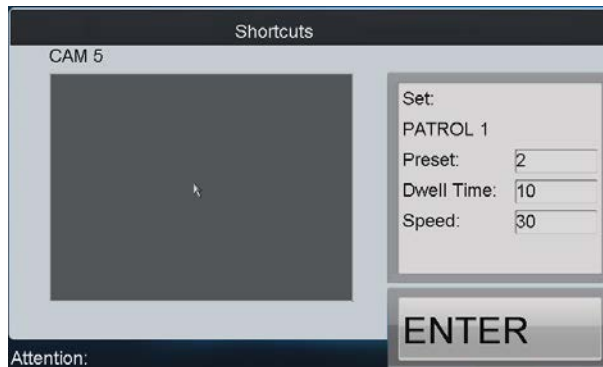 Shortcuts
CAM 5
Set:
PATROL 1
Preset: 2
Dwell Time: 10
Speed: 30
ENTER
Attention: